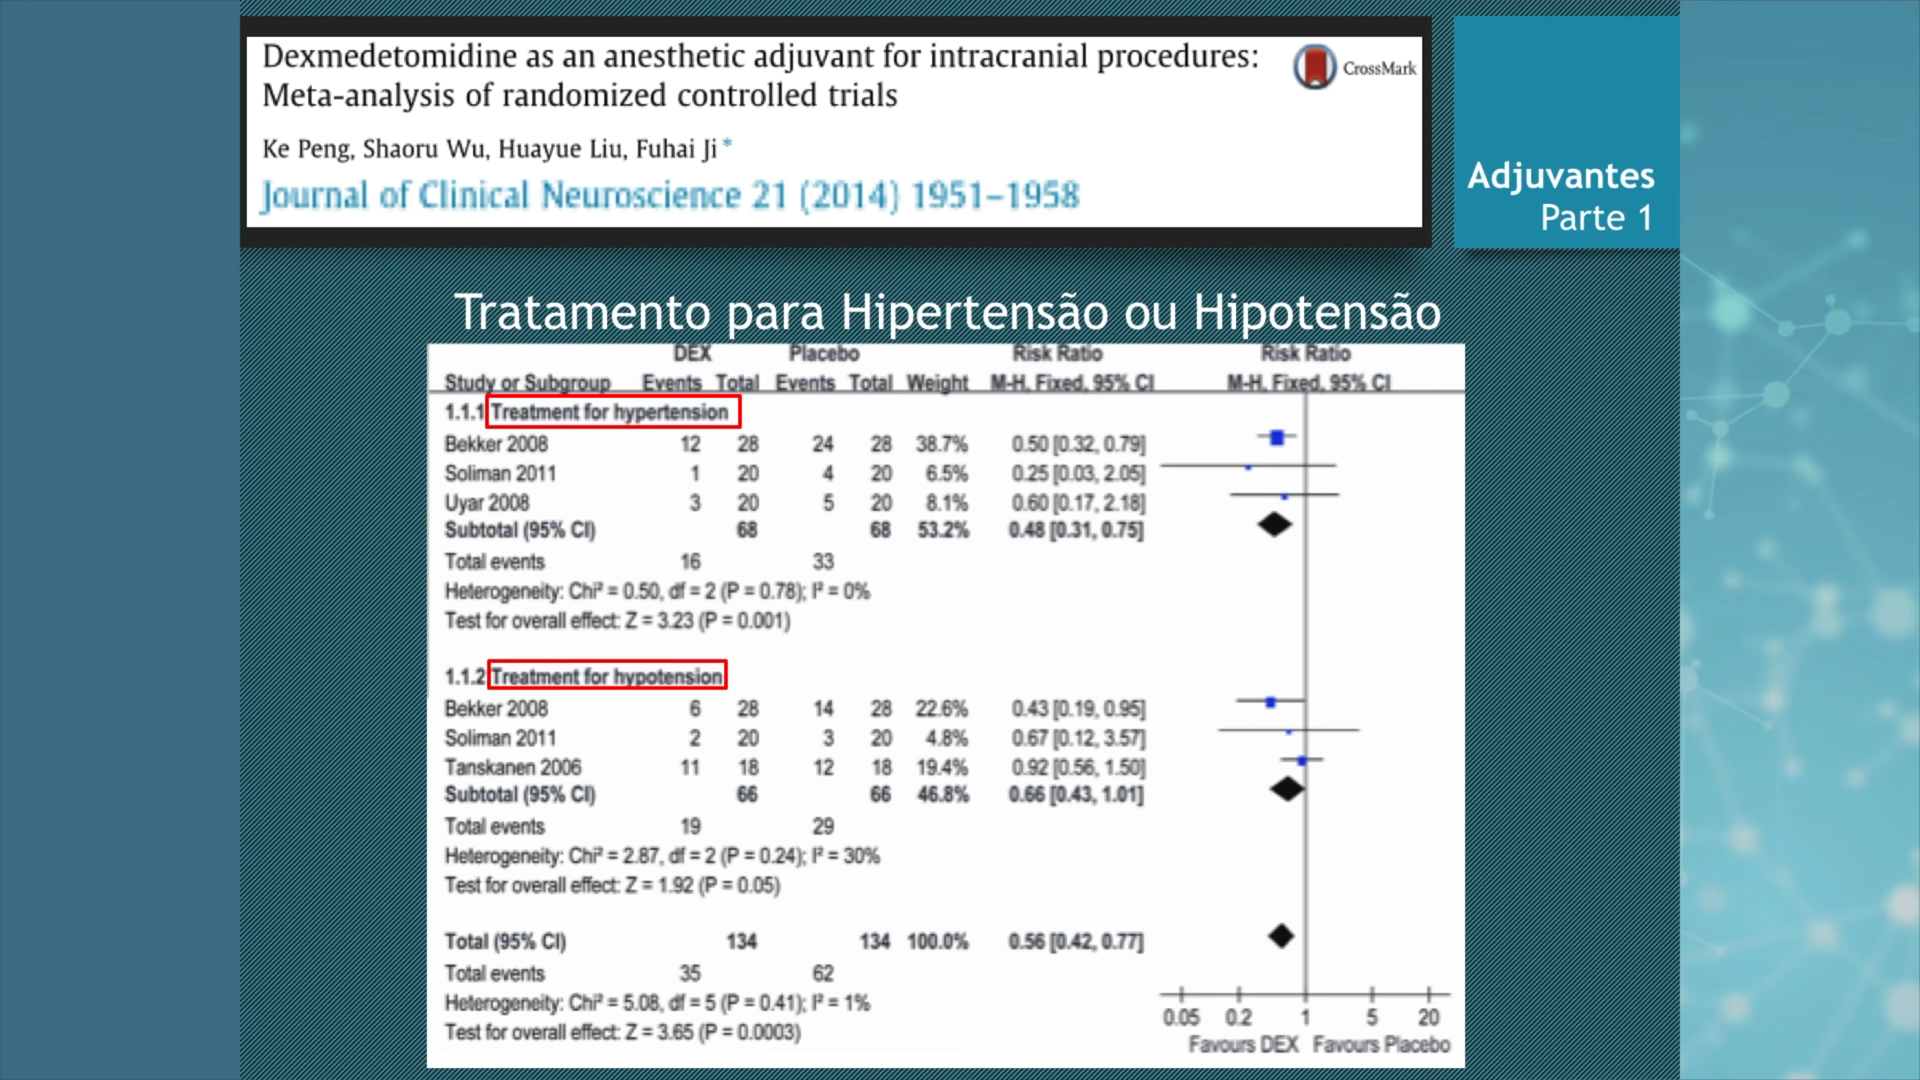 Dexmedetomidine as an anesthetic adjuvant for intracranial procedures:
Meta-analysis of randomized controlled trials
CrossMark
Ke Peng, Shaoru Wu, Huayue Liu, Fuhai Ji *
Journal of Clinical Neuroscience 21 (2014) 1951–1958
Adjuvantes
Parte 1
Tratamento para Hipertensão ou Hipotensão
DEX Placebo Risk Ratio Risk Ratio
Study or Subgroup Events Total Events Total Weight M-H, Fixed, 95% CI M-H, Fixed, 95% CI
1.1.1 Treatment for hypertension
Bekker 2008 12 28 24 28 38.7% 0.50 [0.32, 0.79]
Soliman 2011 1 20 4 20 6.5% 0.25 [0.03, 2.05]
Uyar 2008 3 20 5 20 8.1% 0.60 [0.17, 2.18]
Subtotal (95% CI) 68 68 53.2% 0.48 [0.31, 0.75]
Total events 16 33
Heterogeneity: Chi² = 0.50, df = 2 (P = 0.78); I² = 0%
Test for overall effect: Z = 3.23 (P = 0.001)
1.1.2 Treatment for hypotension
Bekker 2008 6 28 14 28 22.6% 0.43 [0.19, 0.95]
Soliman 2011 2 20 3 20 4.8% 0.67 [0.12, 3.57]
Tanskanen 2006 11 18 12 18 19.4% 0.92 [0.56, 1.50]
Subtotal (95% CI) 66 66 46.8% 0.66 [0.43, 1.01]
Total events 19 29
Heterogeneity: Chi² = 2.87, df = 2 (P = 0.24); I² = 30%
Test for overall effect: Z = 1.92 (P = 0.05)
Total (95% CI) 134 134 100.0% 0.56 [0.42, 0.77]
Total events 35 62
Heterogeneity: Chi² = 5.08, df = 5 (P = 0.41); I² = 1%
Test for overall effect: Z = 3.65 (P = 0.0003)
0.05 0.2 1 5 20
Favours DEX Favours Placebo